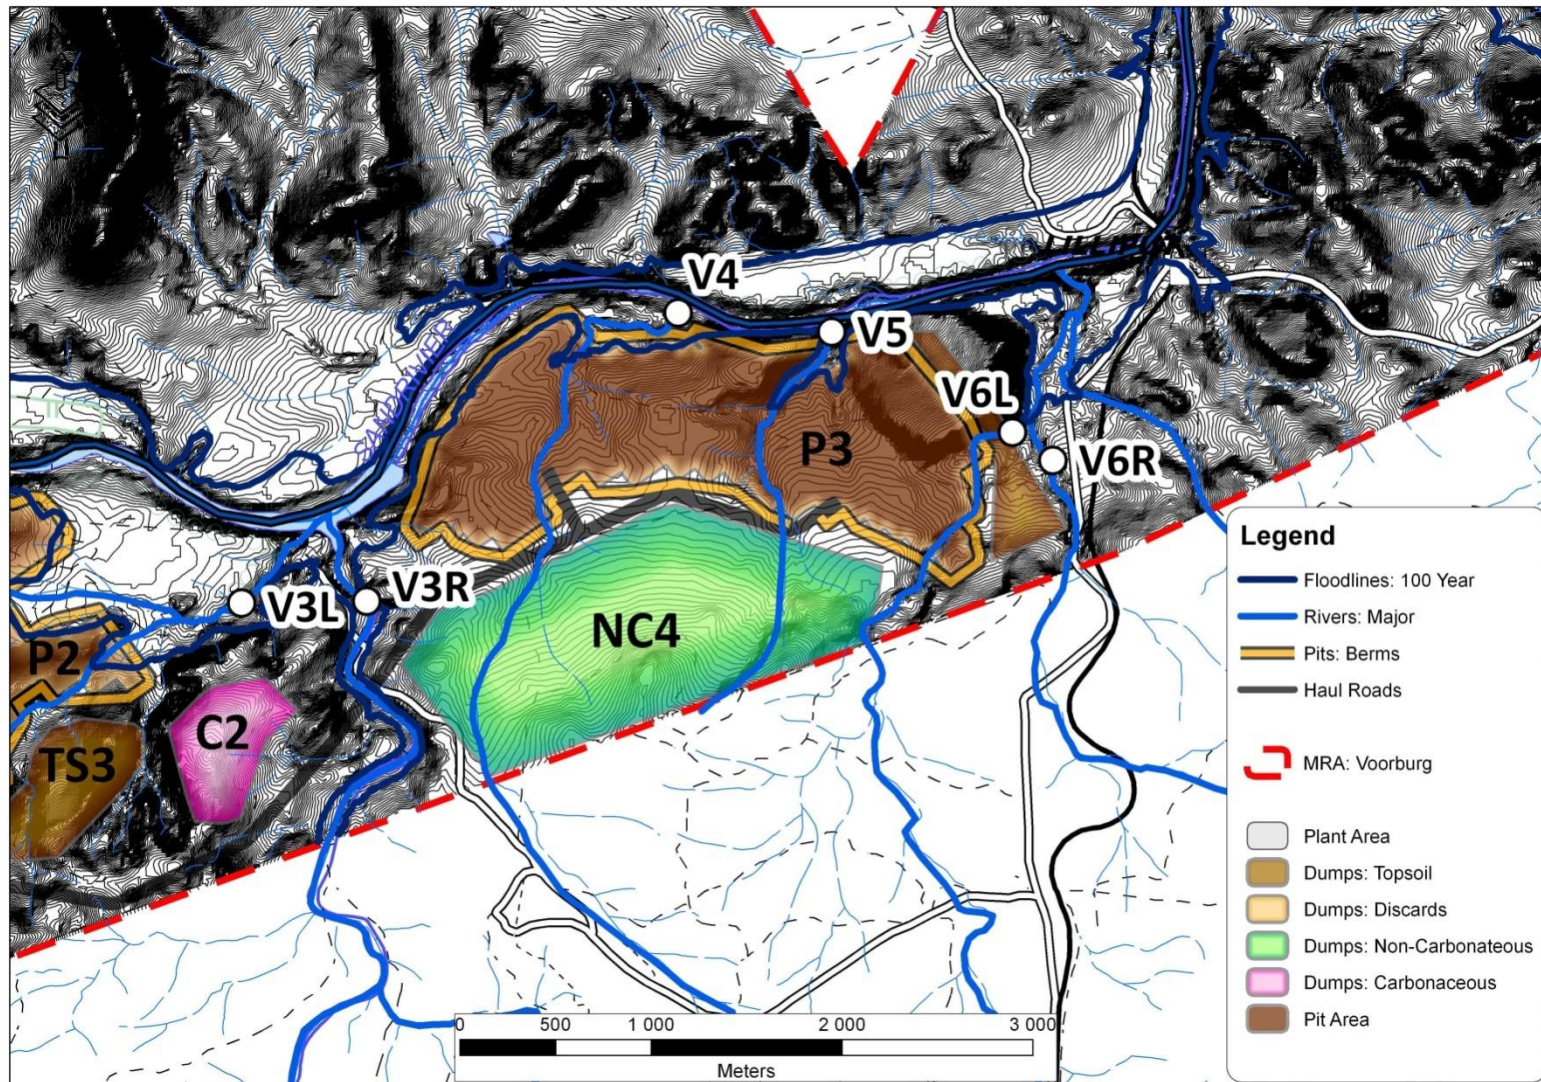 V4
V5
V6L
P3
V6R
V3L
V3R
NC4
P2
C2
TS3
Legend
Floodlines: 100 Year
Rivers: Major
Pits: Berms
Haul Roads
MRA: Voorburg
Plant Area
Dumps: Topsoil
Dumps: Discards
Dumps: Non-Carbonateous
Dumps: Carbonaceous
Pit Area
0 500 1 000 2 000 3 000
Meters